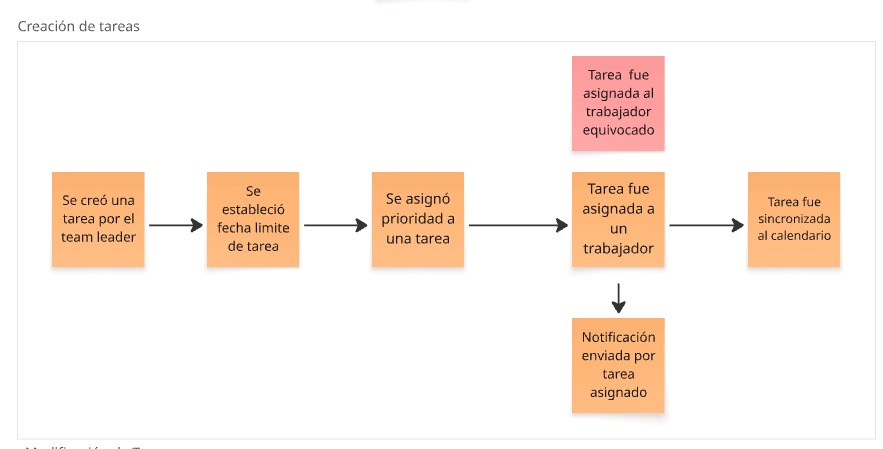 Creación de tareas
Tarea fue
asignada al
trabajador
equivocado
Se creó una
tarea por el
team leader
Se
estableció
fecha limite
de tarea
Se asignó
prioridad a
una tarea
Tarea fue
asignada a
un
trabajador
Tarea fue
sincronizada
al calendario
Notificación
enviada por
tarea
asignado